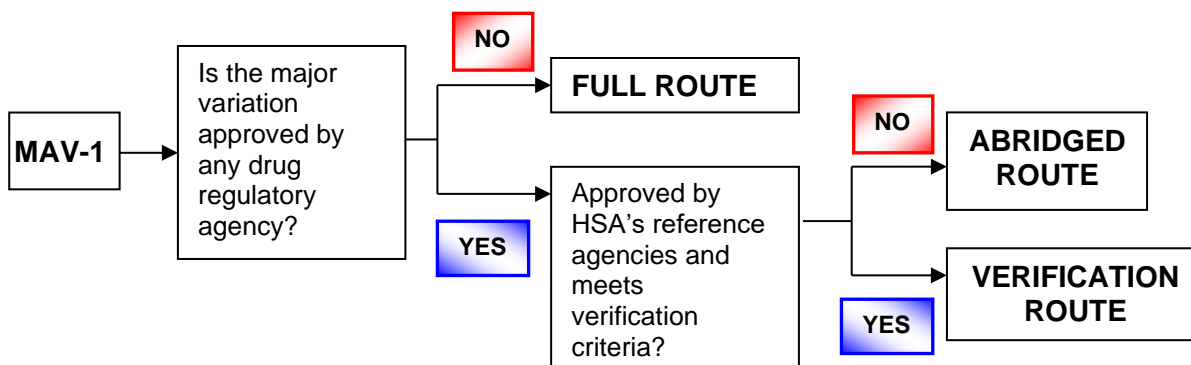 MAV-1
Is the major
variation
approved by
any drug
regulatory
agency?
NO
FULL ROUTE
YES
Approved by
HSA’s reference
agencies and
meets
verification
criteria?
NO
ABRIDGED
ROUTE
YES
VERIFICATION
ROUTE